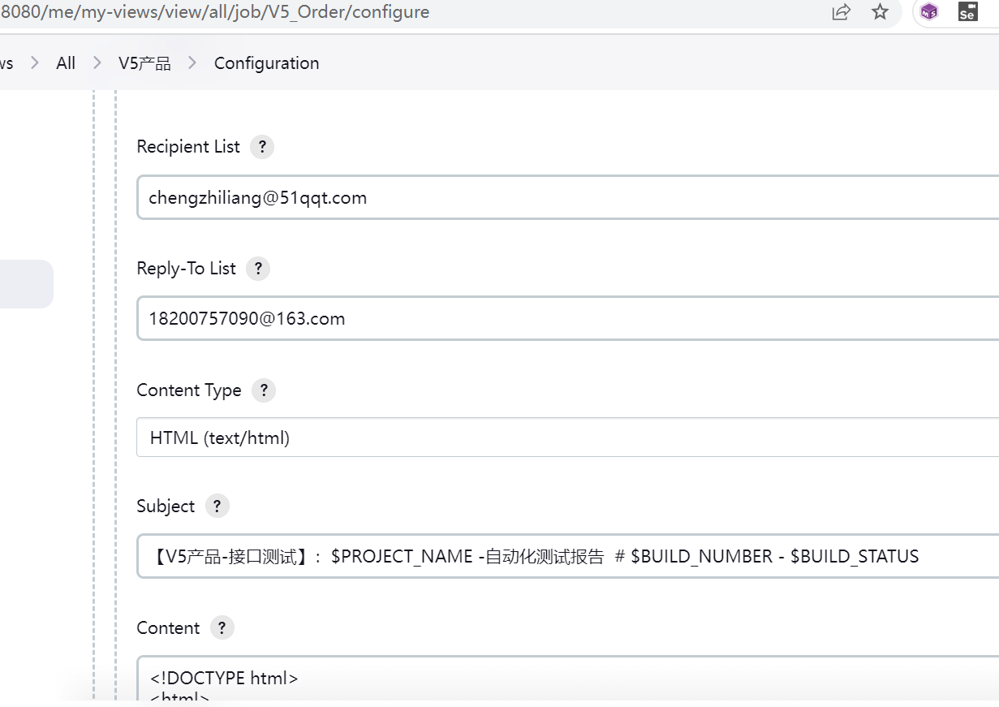 8080/me/my-views/view/all/job/V5_Order/configure
MS
Se
ws > All > V5产品 > Configuration
Recipient List ?
chengzhiliang@51qqt.com
Reply-To List ?
18200757090@163.com
Content Type ?
HTML (text/html)
Subject ?
【V5产品-接口测试】: $PROJECT_NAME -自动化测试报告 # $BUILD_NUMBER - $BUILD_STATUS
Content ?
<!DOCTYPE html>
<html>